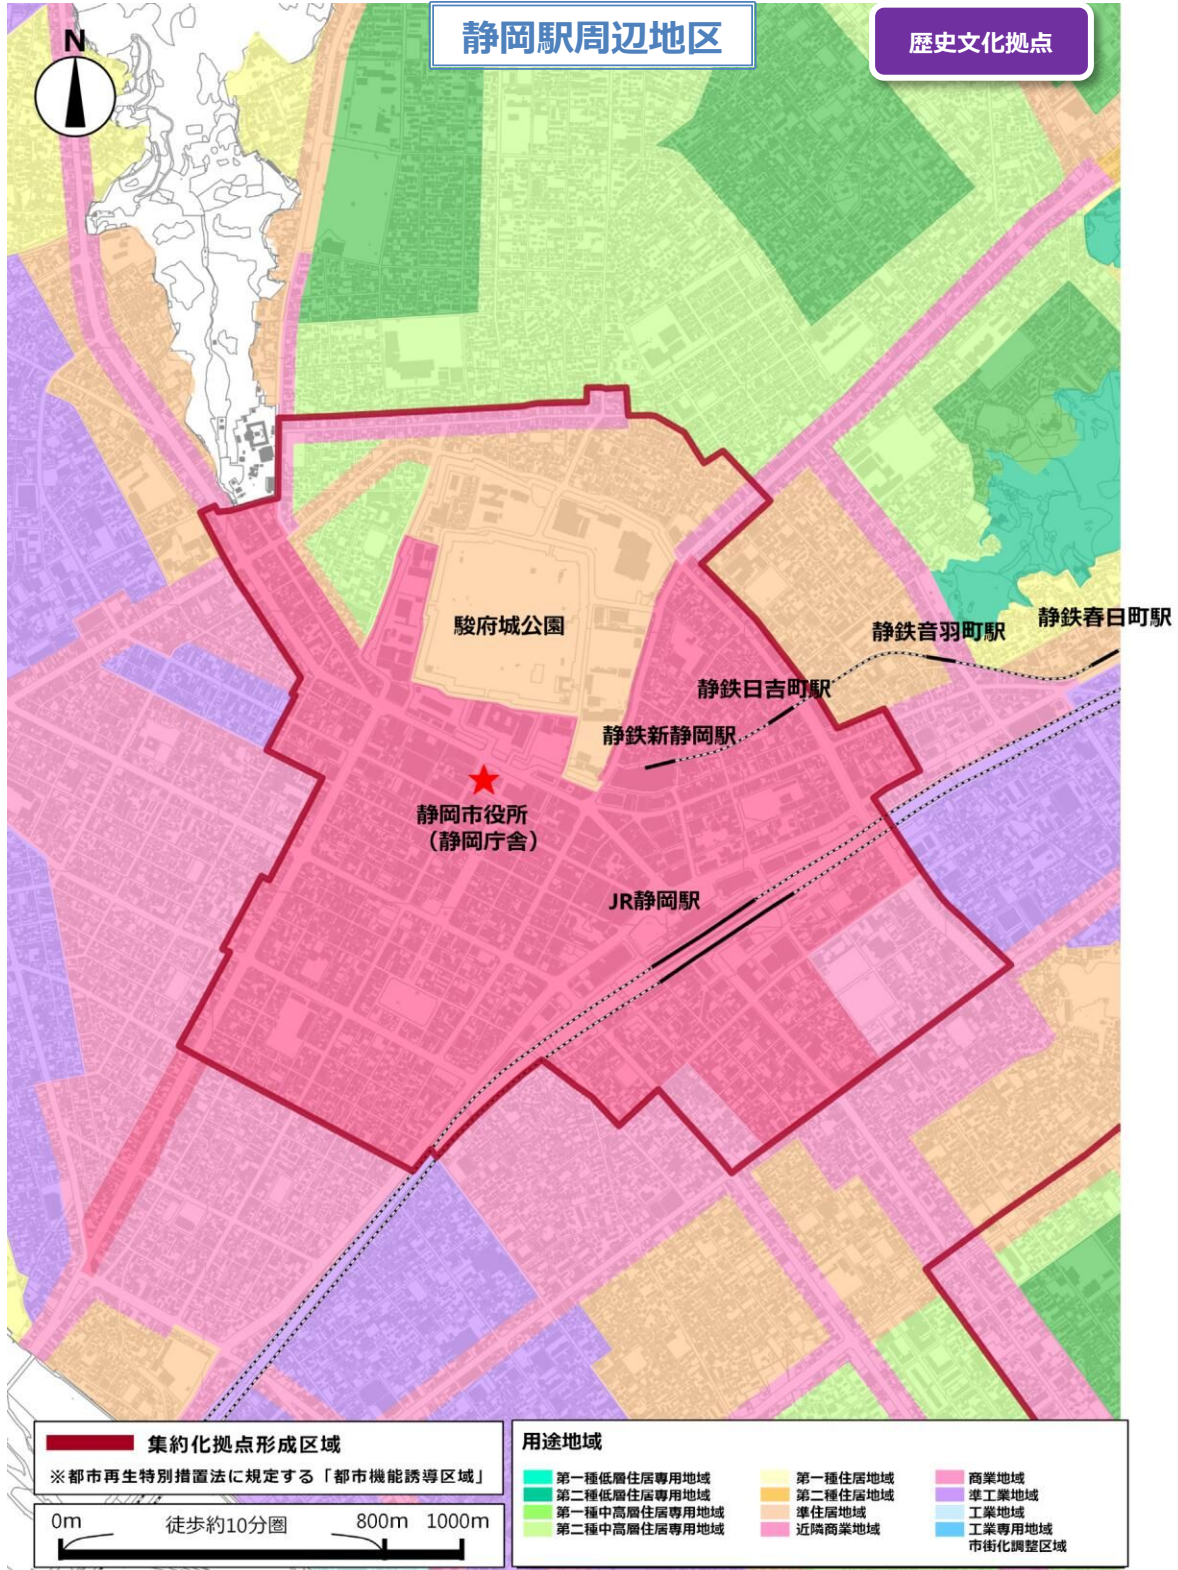 静岡駅周辺地区
歴史文化拠点
N
駿府城公園
静鉄音羽町駅
静鉄春日町駅
静鉄日吉町駅
静鉄新静岡駅
静岡市役所
（静岡庁舎）
JR静岡駅
集約化拠点形成区域
※都市再生特別措置法に規定する「都市機能誘導区域」
0m
徒歩約10分圏
800m
1000m
用途地域
第一種低層住居専用地域
第二種低層住居専用地域
第一種中高層住居専用地域
第二種中高層住居専用地域
第一種住居地域
第二種住居地域
準住居地域
近隣商業地域
商業地域
準工業地域
工業地域
工業専用地域
市街化調整区域